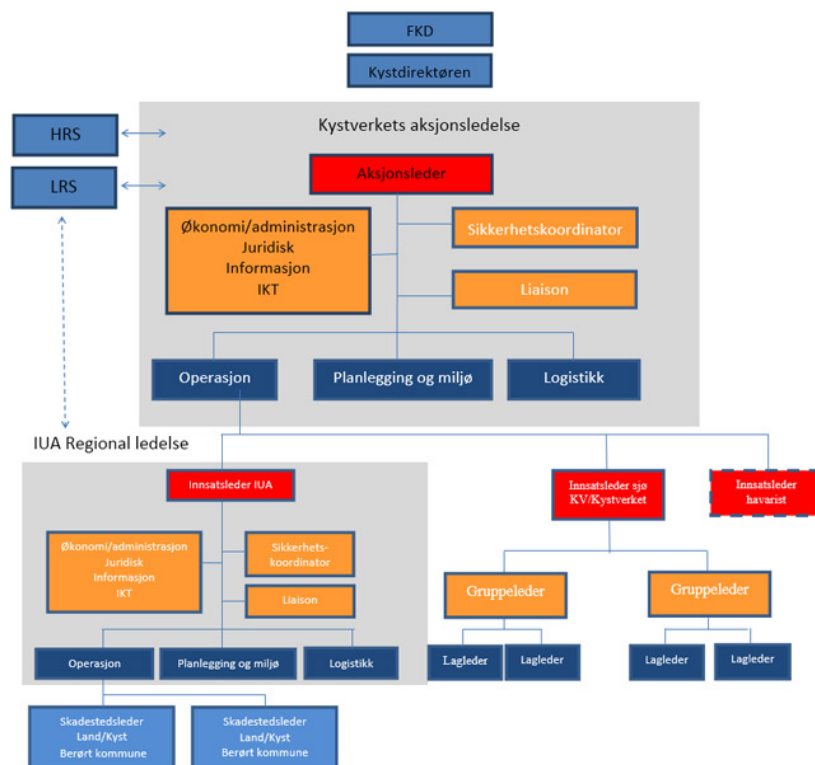 FKD
Kystdirektøren
Kystverkets aksjonsledelse
HRS
LRS
Aksjonsleder
Økonomi/administrasjon
Juridisk
Informasjon
IKT
Sikkerhetskoordinator
Liaison
Operasjon
Planlegging og miljø
Logistikk
IUA Regional ledelse
Innsatsleder IUA
Innsatsleder sjø
KV/Kystverket
Innsatsleder
havarist
Økonomi/administrasjon
Juridisk
Informasjon
IKT
Sikkerhets-
koordinator
Liaison
Gruppeleder
Gruppeleder
Operasjon
Planlegging og miljø
Logistikk
Lagleder
Lagleder
Lagleder
Lagleder
Skadestedsleder
Land/Kyst
Berørt kommune
Skadestedsleder
Land/Kyst
Berørt kommune